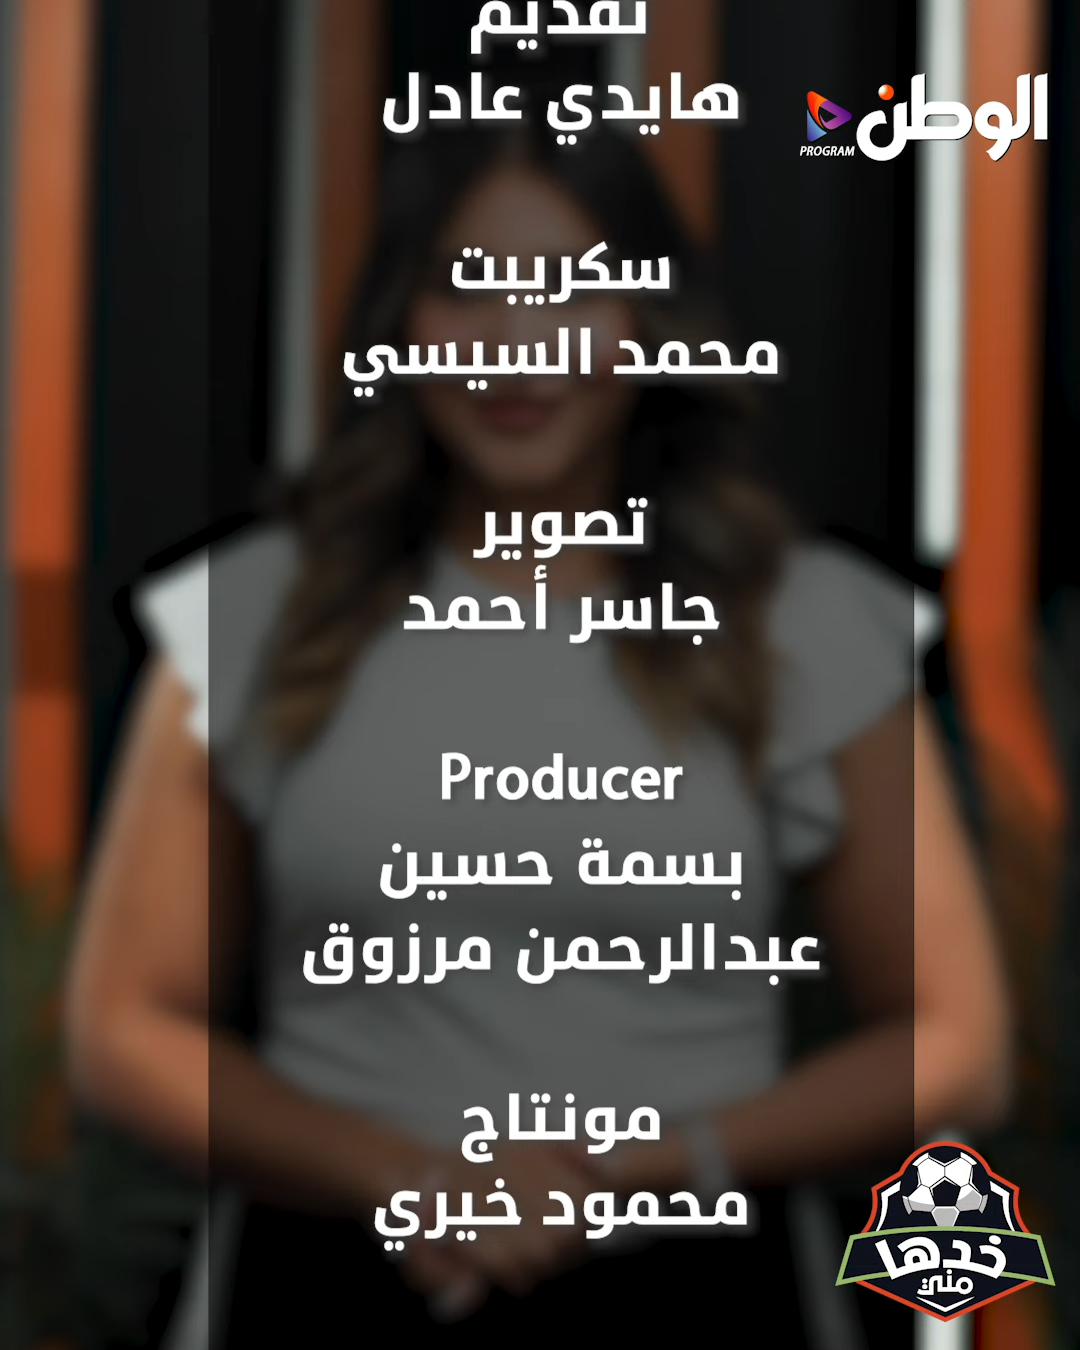 تقديم
هايدي عادل
الوطن
PROGRAM
سكريبت
محمد السيسي
تصوير
جاسر أحمد
Producer
بسمة حسين
عبدالرحمن مرزوق
مونتاج
محمود خيري
خدها
مني